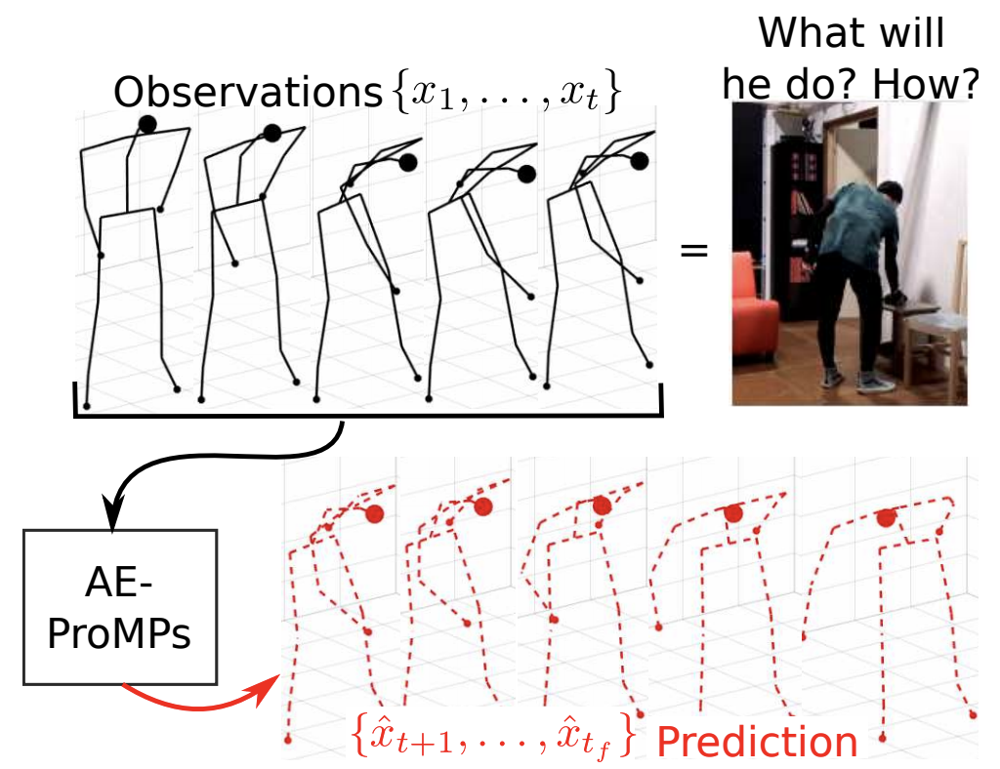 What will
he do? How?
Observations {x_1, ..., x_t}
=
AE-
ProMPs
{x̂_{t+1}, ..., x̂_{t_f}} Prediction